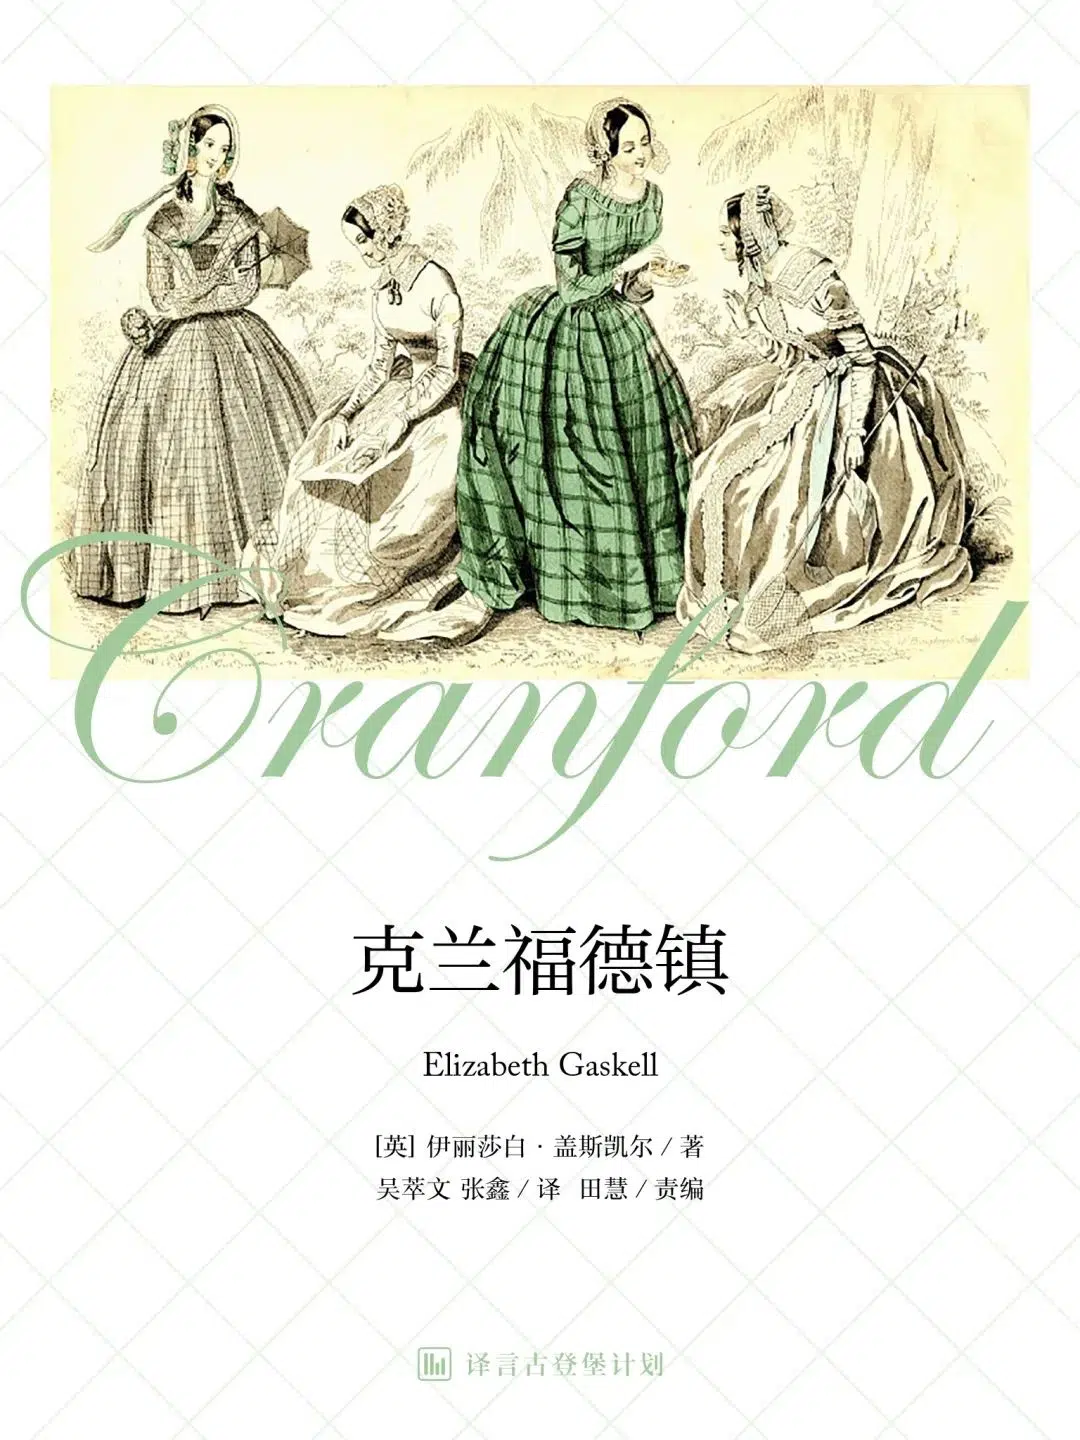 Cranford
克兰福德镇
Elizabeth Gaskell
[英] 伊丽莎白 · 盖斯凯尔 / 著
吴萃文 张鑫 / 译 田慧 / 责编
译言古登堡计划